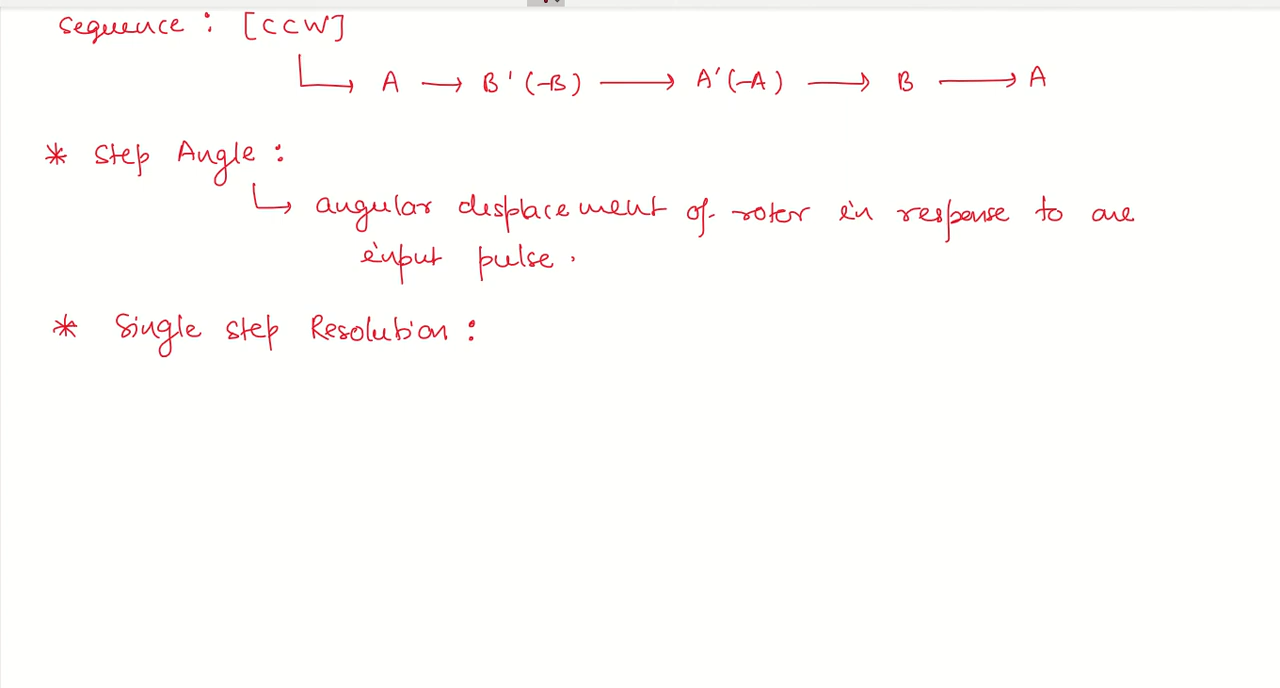 sequence : [CCW]
↳ A → B' (-B) → A' (-A) → B → A
* Step Angle :
↳ angular displacement of rotor in response to one
input pulse.
* Single step Resolution :